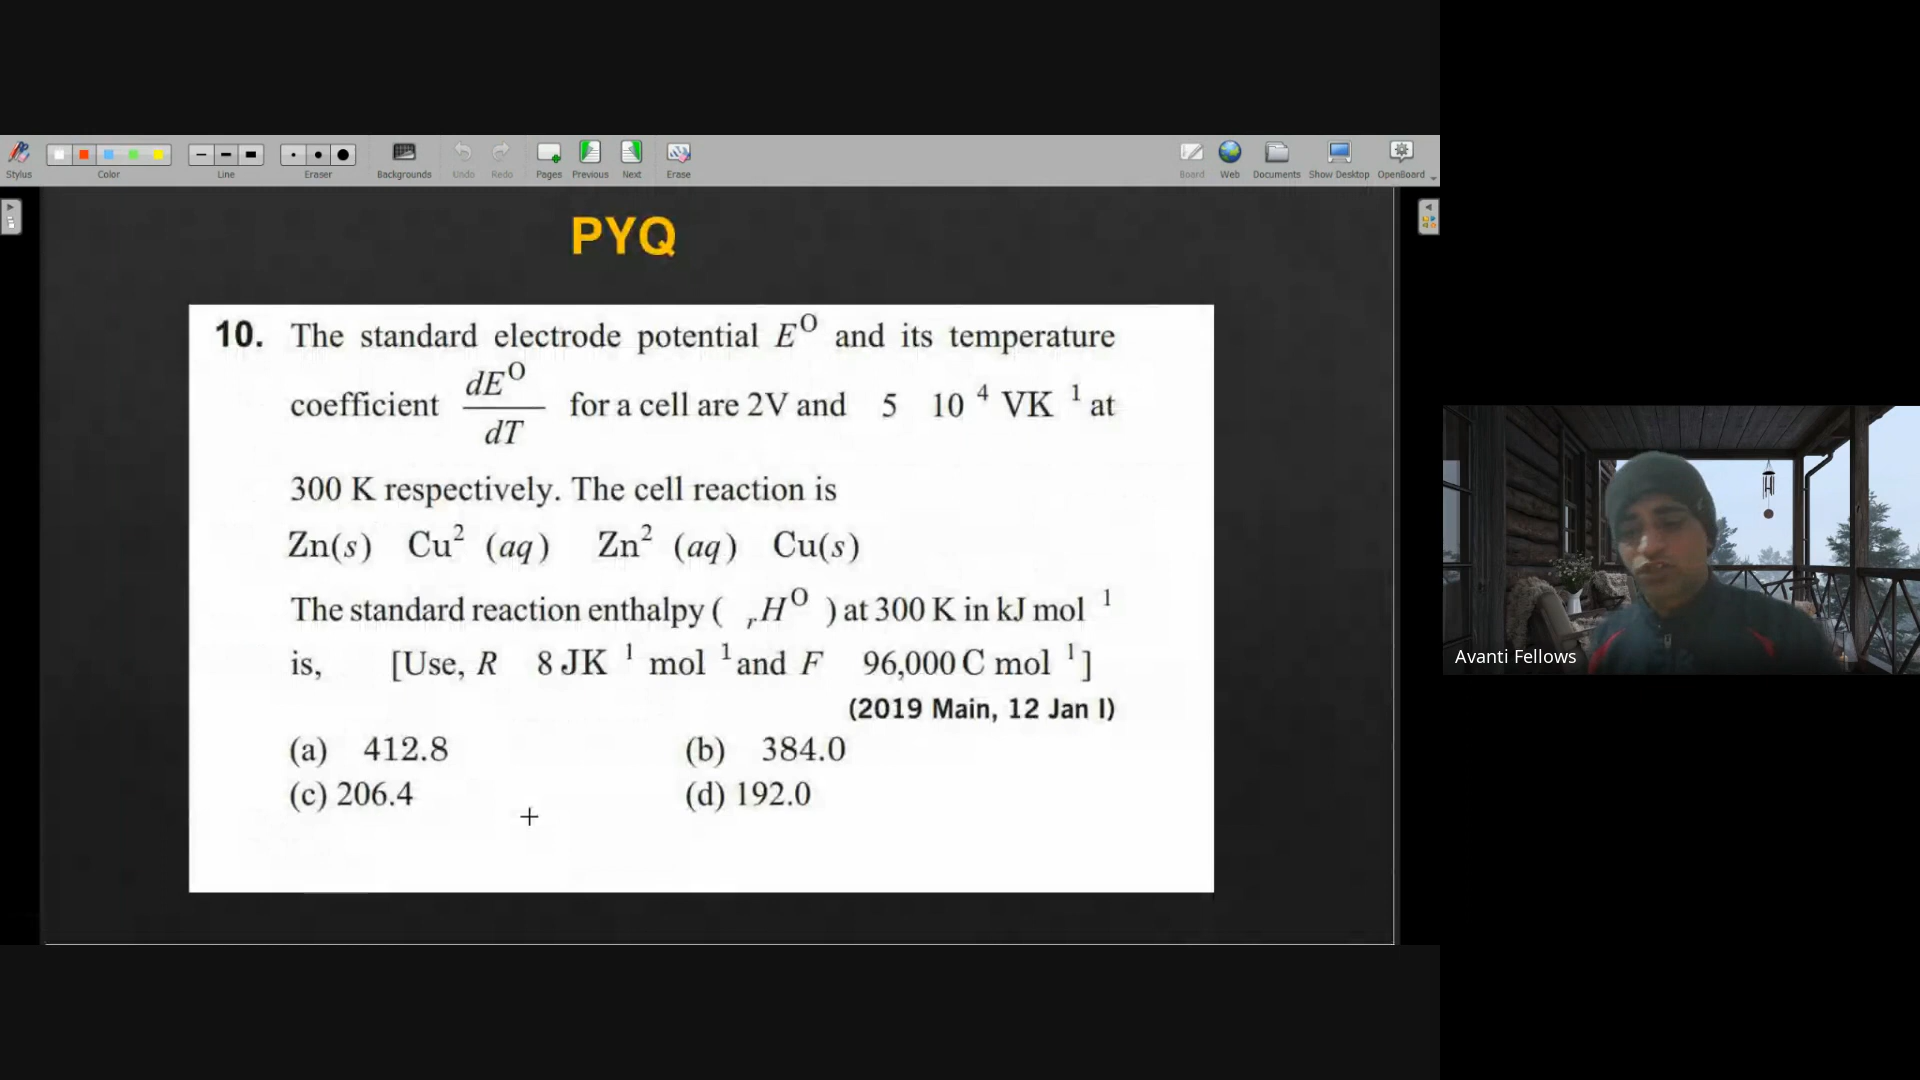 Stylus Color Line Eraser Backgrounds Undo Redo Pages Previous Next Erase Board Web Documents Show Desktop OpenBoard
PYQ
10. The standard electrode potential E^O and its temperature
coefficient dE^O/dT for a cell are 2V and 5 10 ^4 VK ^1 at
300 K respectively. The cell reaction is
Zn(s) Cu^2 (aq) Zn^2 (aq) Cu(s)
The standard reaction enthalpy ( _rH^O ) at 300 K in kJ mol ^1
is, [Use, R 8 JK ^1 mol ^1 and F 96,000 C mol ^1]
(2019 Main, 12 Jan I)
(a) 412.8 (b) 384.0
(c) 206.4 (d) 192.0
Avanti Fellows